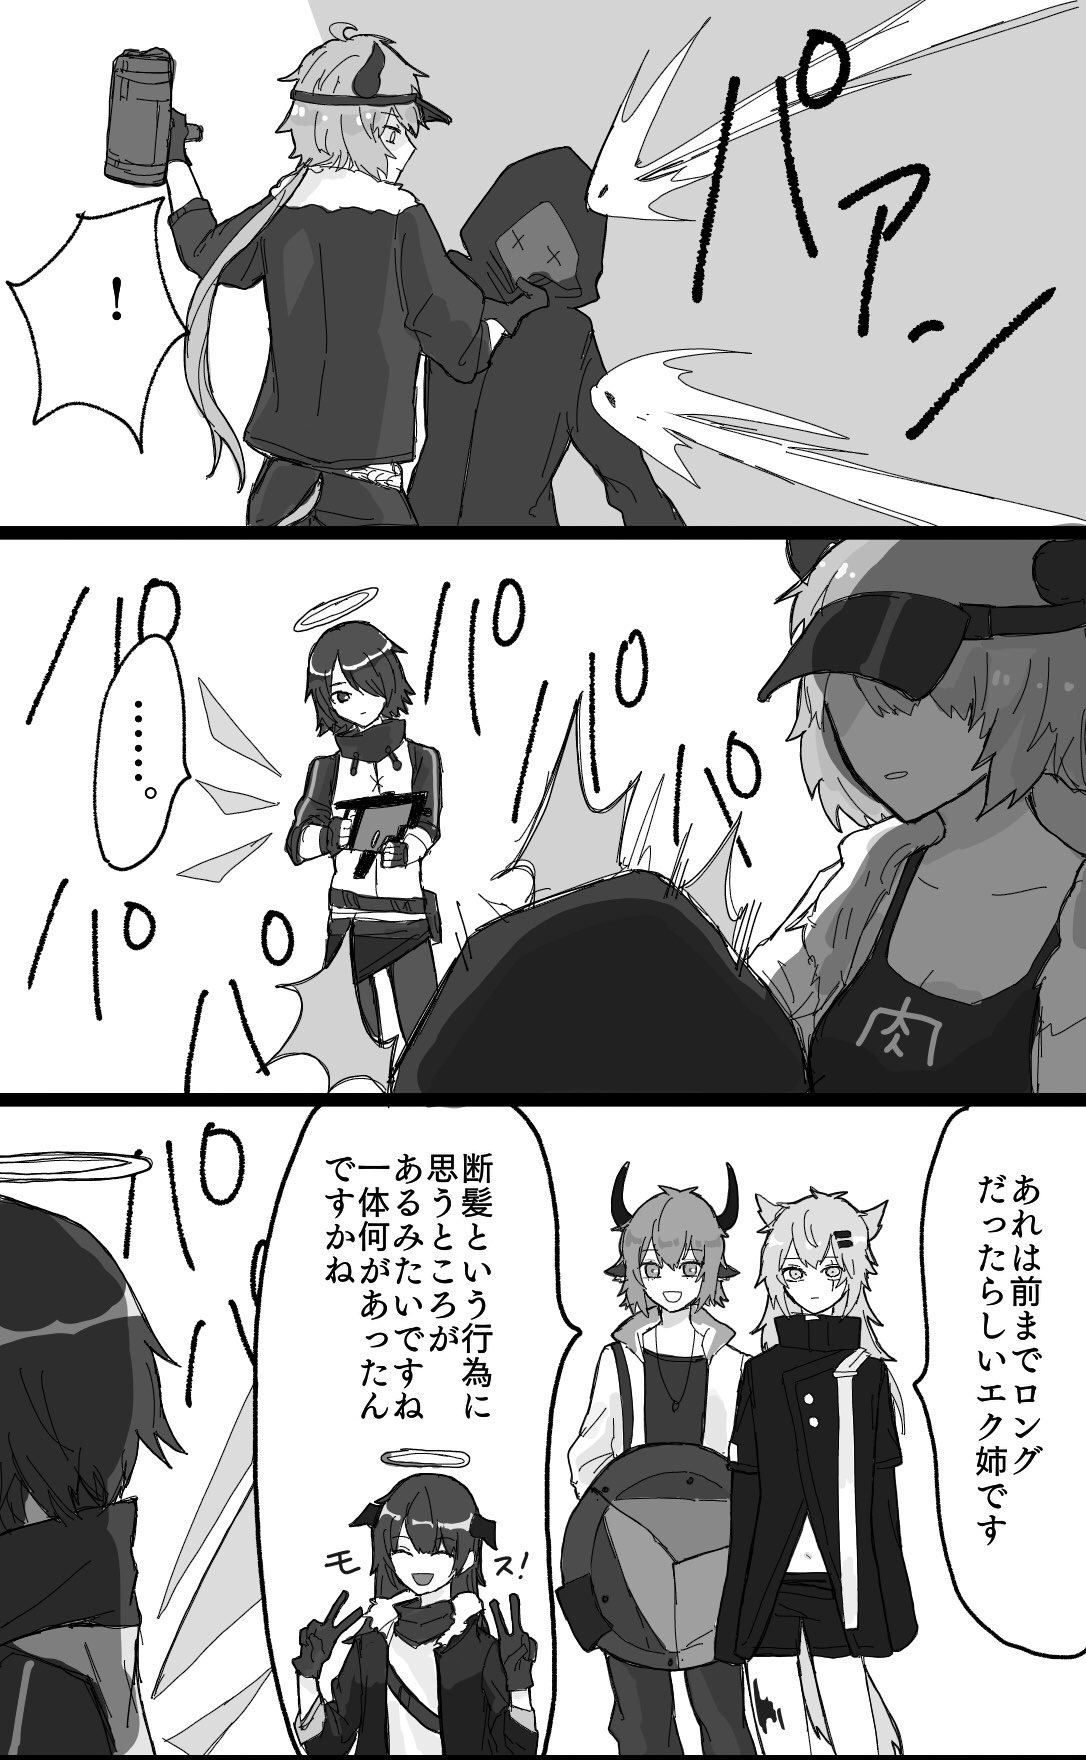 パアン
！
パパパ
肉
パ
………。
パパ
あれは前までロング
だったらしいエク姉です
断髪という行為に
思うところが
あるみたいですね
一体何があったん
ですかね
モス！
パパ